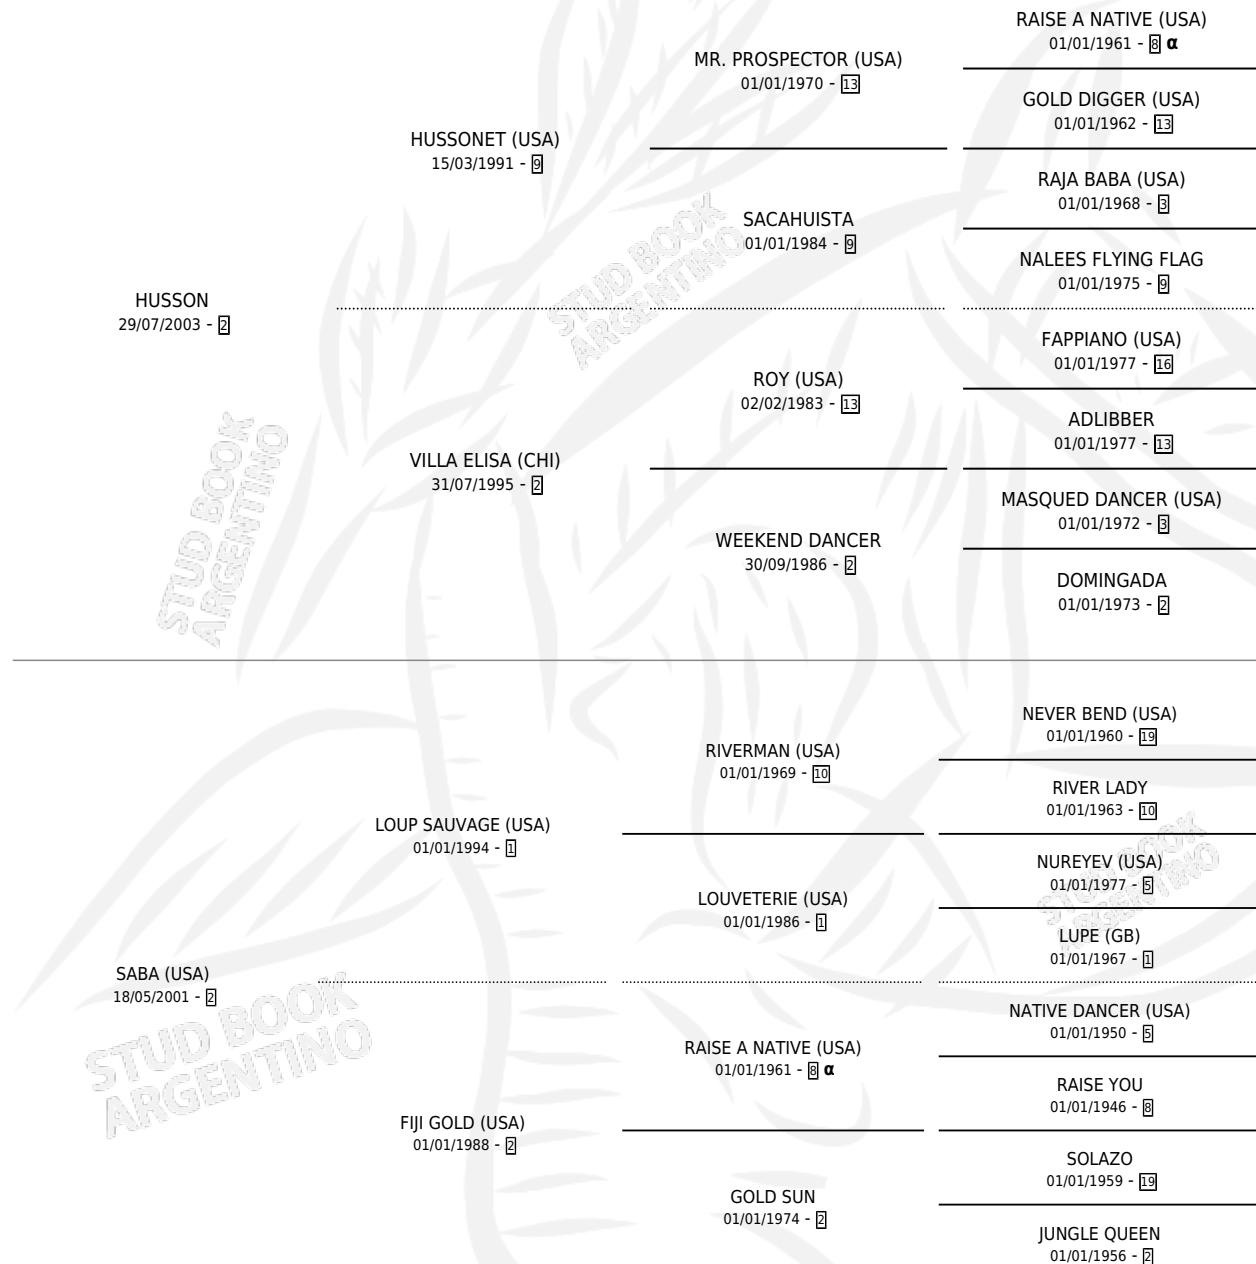 RAISE A NATIVE (USA)
01/01/1961 - 8 α
MR. PROSPECTOR (USA)
01/01/1970 - 13
GOLD DIGGER (USA)
01/01/1962 - 13
HUSSONET (USA)
15/03/1991 - 9
RAJA BABA (USA)
01/01/1968 - 3
SACAHUISTA
01/01/1984 - 9
NALEES FLYING FLAG
01/01/1975 - 9
HUSSON
29/07/2003 - 2
FAPPIANO (USA)
01/01/1977 - 16
ROY (USA)
02/02/1983 - 13
ADLIBBER
01/01/1977 - 13
VILLA ELISA (CHI)
31/07/1995 - 2
MASQUED DANCER (USA)
01/01/1972 - 3
WEEKEND DANCER
30/09/1986 - 2
DOMINGADA
01/01/1973 - 2
NEVER BEND (USA)
01/01/1960 - 19
RIVERMAN (USA)
01/01/1969 - 10
RIVER LADY
01/01/1963 - 10
LOUP SAUVAGE (USA)
01/01/1994 - 1
NUREYEV (USA)
01/01/1977 - 5
LOUVETERIE (USA)
01/01/1986 - 1
LUPE (GB)
01/01/1967 - 1
SABA (USA)
18/05/2001 - 2
NATIVE DANCER (USA)
01/01/1950 - 5
RAISE A NATIVE (USA)
01/01/1961 - 8 α
RAISE YOU
01/01/1946 - 8
FIJI GOLD (USA)
01/01/1988 - 2
SOLAZO
01/01/1959 - 19
GOLD SUN
01/01/1974 - 2
JUNGLE QUEEN
01/01/1956 - 2
STUD BOOK
ARGENTINO
STUD BOOK
ARGENTINO
STUD BOOK
ARGENTINO
STUD BOOK
ARGENTINO